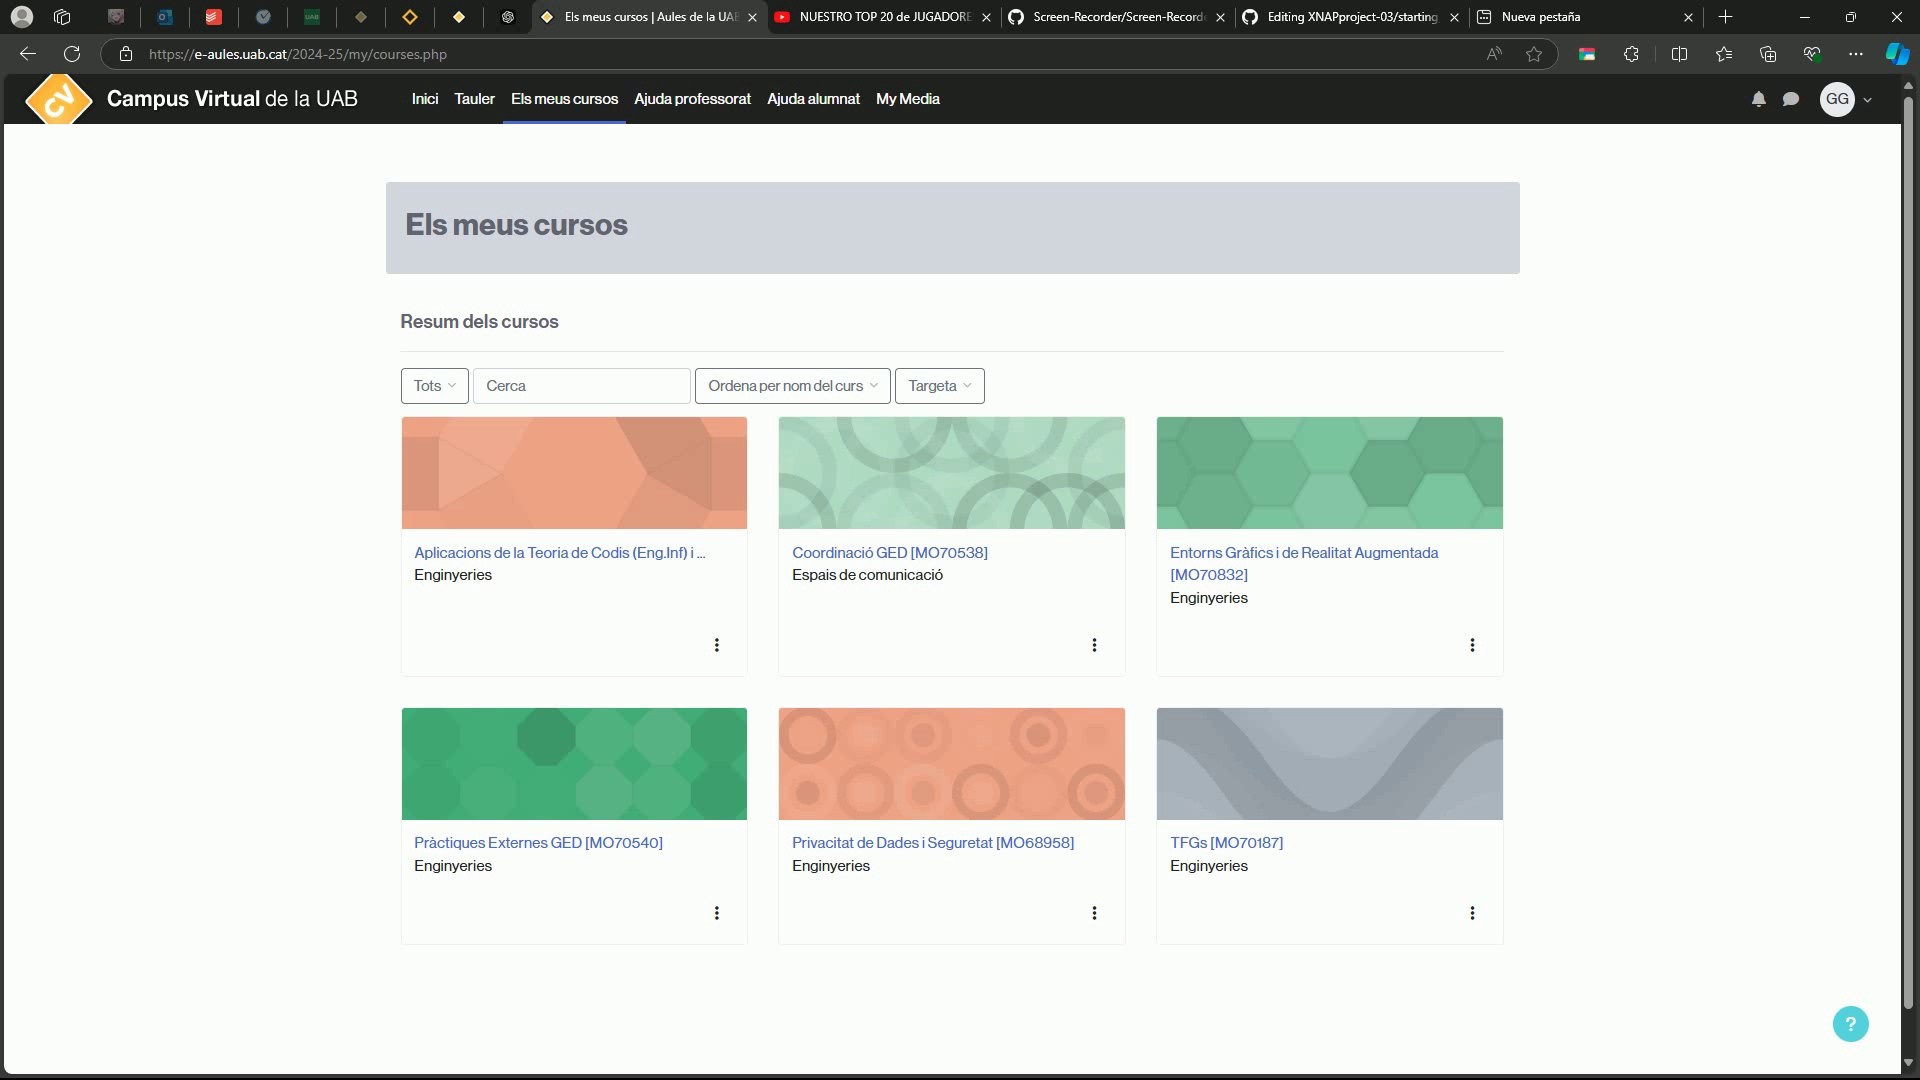 Els meus cursos | Aules de la UAB
NUESTRO TOP 20 de JUGADORE
Screen-Recorder/Screen-Recorde
Editing XNAPproject-03/starting
Nueva pestaña
https://e-aules.uab.cat/2024-25/my/courses.php
CV
Campus Virtual de la UAB
Inici
Tauler
Els meus cursos
Ajuda professorat
Ajuda alumnat
My Media
GG
Els meus cursos
Resum dels cursos
Tots
Cerca
Ordena per nom del curs
Targeta
Aplicacions de la Teoria de Codis (Eng.Inf) i ...
Enginyeries
Coordinació GED [MO70538]
Espais de comunicació
Entorns Gràfics i de Realitat Augmentada
[MO70832]
Enginyeries
Pràctiques Externes GED [MO70540]
Enginyeries
Privacitat de Dades i Seguretat [MO68958]
Enginyeries
TFGs [MO70187]
Enginyeries
?